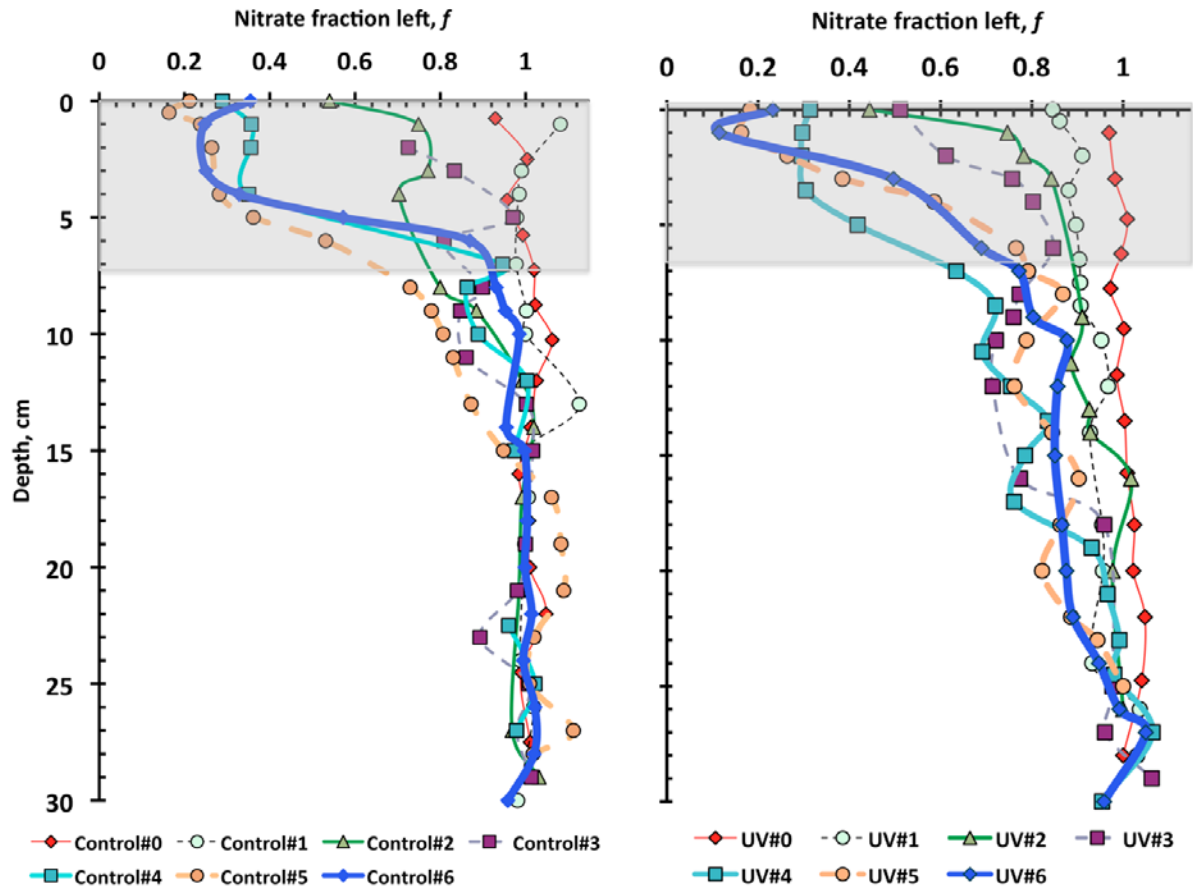 Nitrate fraction left, f
0 0.2 0.4 0.6 0.8 1
0
5
10
15
20
25
30
Depth, cm
Control#0 Control#1 Control#2 Control#3
Control#4 Control#5 Control#6
Nitrate fraction left, f
0 0.2 0.4 0.6 0.8 1
UV#0 UV#1 UV#2 UV#3
UV#4 UV#5 UV#6